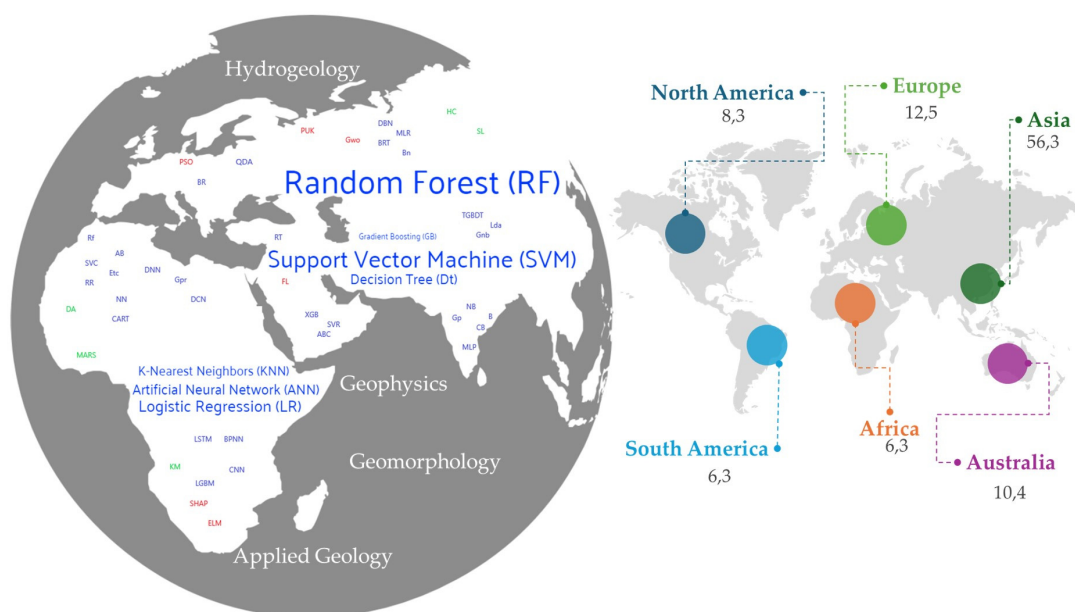 Hydrogeology
HC
PUK
DBN
SL
Gwo
MLR
BRT
Bn
PSO
QDA
BR
Random Forest (RF)
TGBDT
Lda
Gnb
Rf
RT
Gradient Boosting (GB)
AB
SVC
Etc
DNN
Gpr
Support Vector Machine (SVM)
Decision Tree (Dt)
RR
FL
NN
DCN
DA
CART
XGB
SVR
ABC
NB
Gp
B
CB
MLP
MARS
K-Nearest Neighbors (KNN)
Artificial Neural Network (ANN)
Logistic Regression (LR)
Geophysics
LSTM
BPNN
KM
CNN
LGBM
SHAP
ELM
Geomorphology
Applied Geology
North America
8,3
Europe
12,5
Asia
56,3
South America
6,3
Africa
6,3
Australia
10,4